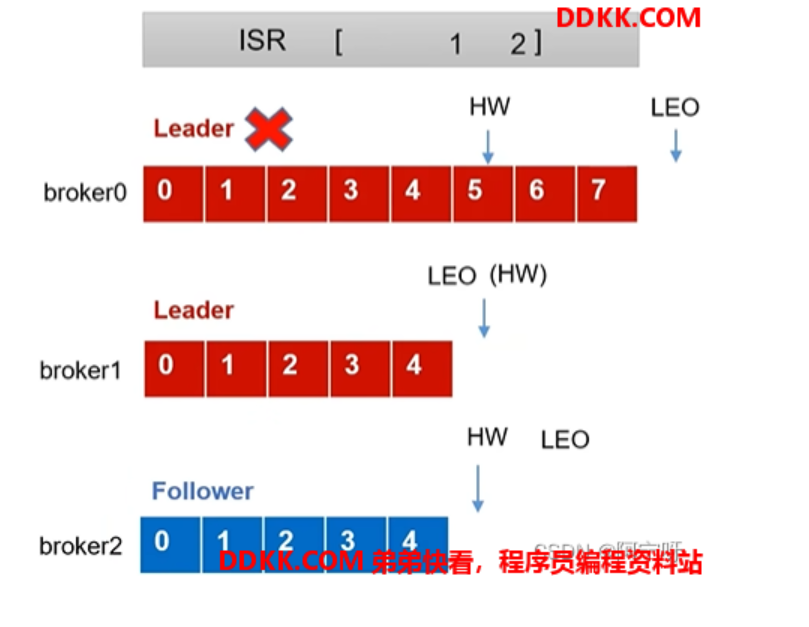 DDKK.COM
ISR [ 1 2 ]
HW LEO
Leader
broker0 0 1 2 3 4 5 6 7
LEO (HW)
Leader
broker1 0 1 2 3 4
HW LEO
Follower
broker2 0 1 2 3 4
DDKK.COM 弟弟快看，程序员编程资料站